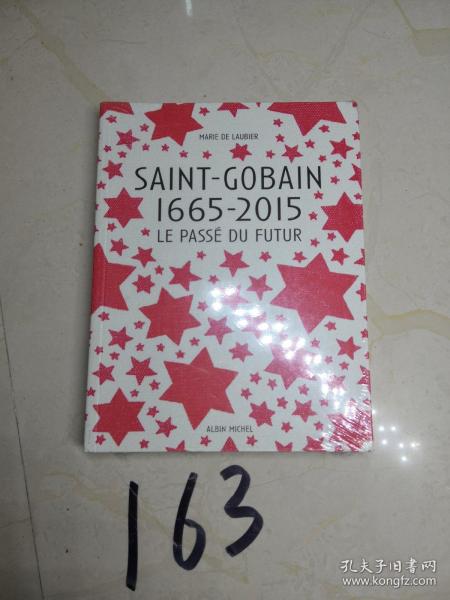 MARIE DE LAUBIER
SAINT-GOBAIN
1665-2015
LE PASSÉ DU FUTUR
ALBIN MICHEL
163
孔夫子旧书网
www.kongfz.com